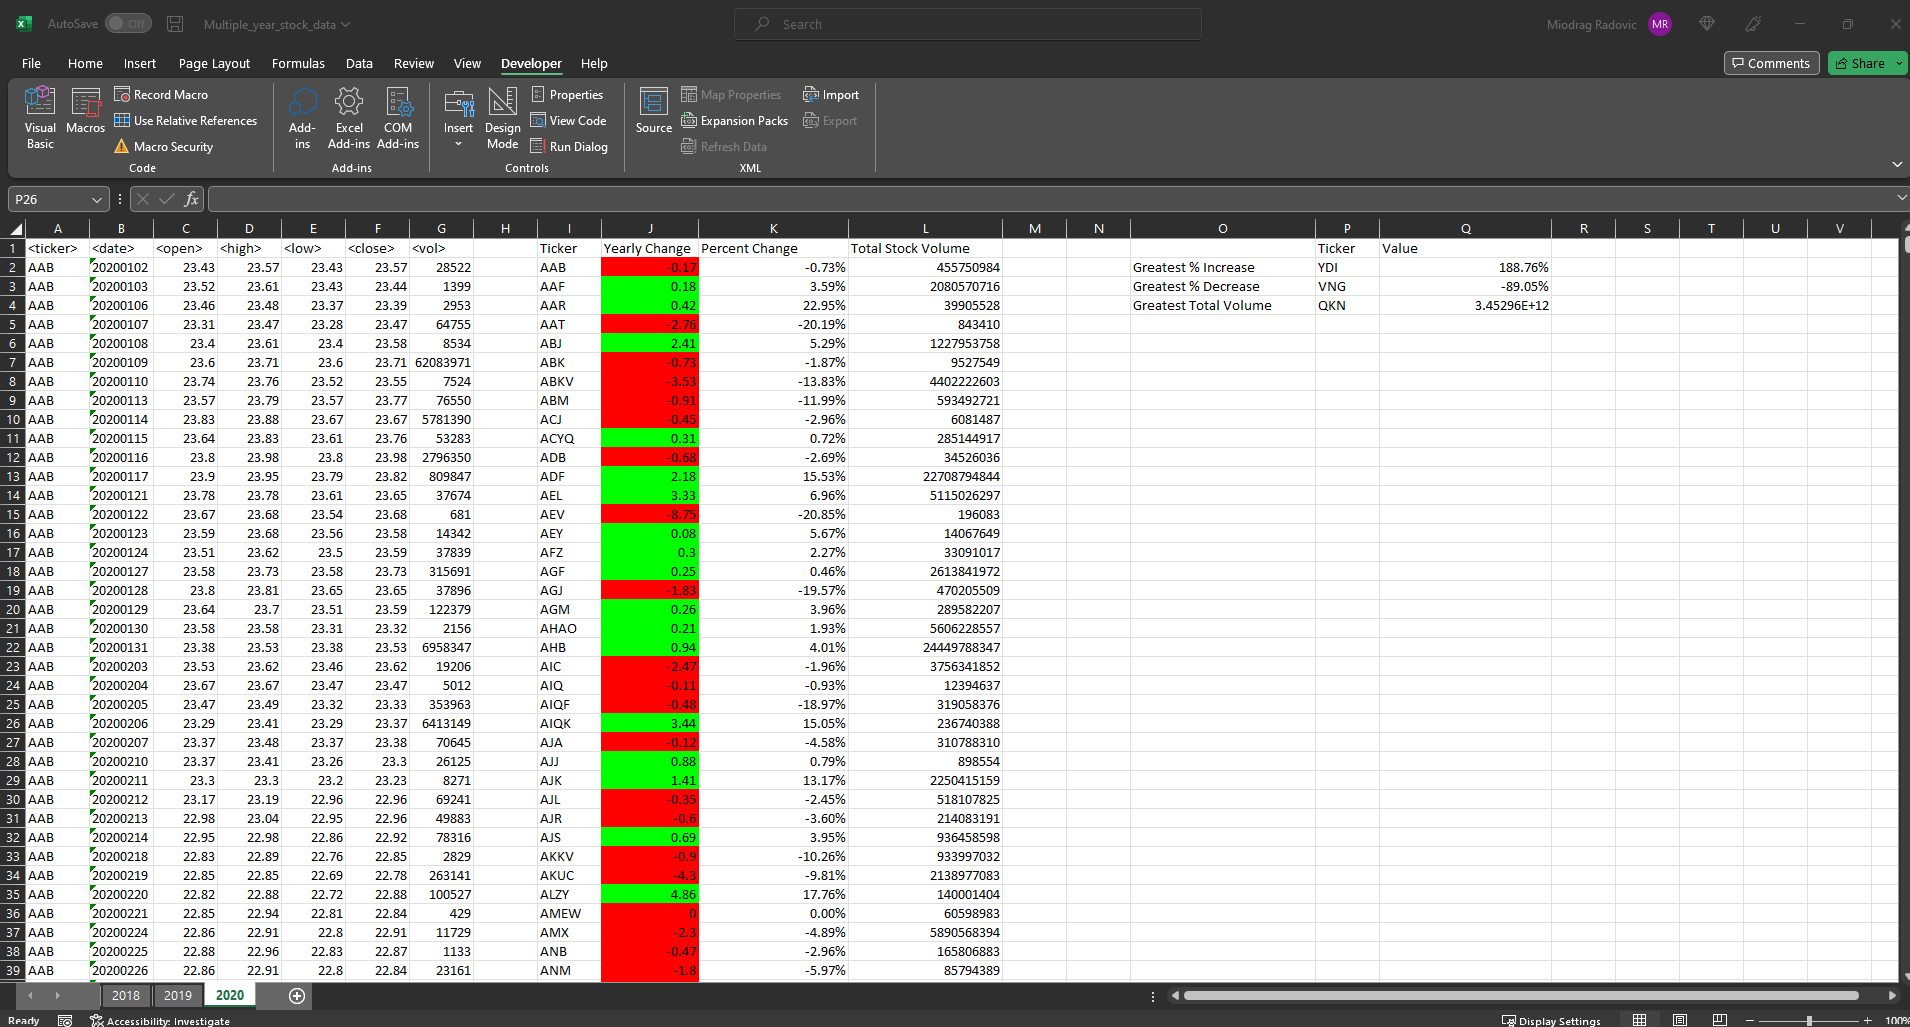 AutoSave Off Multiple_year_stock_data Search Miodrag Radovic MR
File Home Insert Page Layout Formulas Data Review View Developer Help Comments Share
Visual Basic Macros Record Macro Use Relative References Macro Security Code
Add-ins Excel Add-ins COM Add-ins Add-ins
Insert Design Mode Properties View Code Run Dialog Controls
Source Map Properties Expansion Packs Refresh Data Import Export XML
P26 fx
A B C D E F G H I J K L M N O P Q R S T U V
1 <ticker> <date> <open> <high> <low> <close> <vol> Ticker Yearly Change Percent Change Total Stock Volume Ticker Value
2 AAB 20200102 23.43 23.57 23.43 23.57 28522 AAB -0.17 -0.73% 455750984 Greatest % Increase YDI 188.76%
3 AAB 20200103 23.52 23.61 23.43 23.44 1399 AAF 0.18 3.59% 2080570716 Greatest % Decrease VNG -89.05%
4 AAB 20200106 23.46 23.48 23.37 23.39 2953 AAR 0.42 22.95% 39905528 Greatest Total Volume QKN 3.45296E+12
5 AAB 20200107 23.31 23.47 23.28 23.47 64755 AAT -2.76 -20.19% 843410
6 AAB 20200108 23.4 23.61 23.4 23.58 8534 ABJ 2.41 5.29% 1227953758
7 AAB 20200109 23.6 23.71 23.6 23.71 62083971 ABK -0.73 -1.87% 9527549
8 AAB 20200110 23.74 23.76 23.52 23.55 7524 ABKV -3.53 -13.83% 4402222603
9 AAB 20200113 23.57 23.79 23.57 23.77 76550 ABM -0.91 -11.99% 593492721
10 AAB 20200114 23.83 23.88 23.67 23.67 5781390 ACJ -0.45 -2.96% 6081487
11 AAB 20200115 23.64 23.83 23.61 23.76 53283 ACYQ 0.31 0.72% 285144917
12 AAB 20200116 23.8 23.98 23.8 23.98 2796350 ADB -0.68 -2.69% 34526036
13 AAB 20200117 23.9 23.95 23.79 23.82 809847 ADF 2.18 15.53% 22708794844
14 AAB 20200121 23.78 23.78 23.61 23.65 37674 AEL 3.33 6.96% 5115026297
15 AAB 20200122 23.67 23.68 23.54 23.68 681 AEV -8.75 -20.85% 196083
16 AAB 20200123 23.59 23.68 23.56 23.58 14342 AEY 0.08 5.67% 14067649
17 AAB 20200124 23.51 23.62 23.5 23.59 37839 AFZ 0.3 2.27% 33091017
18 AAB 20200127 23.58 23.73 23.58 23.73 315691 AGF 0.25 0.46% 2613841972
19 AAB 20200128 23.8 23.81 23.65 23.65 37896 AGJ -1.83 -19.57% 470205509
20 AAB 20200129 23.64 23.7 23.51 23.59 122379 AGM 0.26 3.96% 289582207
21 AAB 20200130 23.58 23.58 23.31 23.32 2156 AHAO 0.21 1.93% 5606228557
22 AAB 20200131 23.38 23.53 23.38 23.53 6958347 AHB 0.94 4.01% 24449788347
23 AAB 20200203 23.53 23.62 23.46 23.62 19206 AIC -2.47 -1.96% 3756341852
24 AAB 20200204 23.67 23.67 23.47 23.47 5012 AIQ -0.11 -0.93% 12394637
25 AAB 20200205 23.47 23.49 23.32 23.33 353963 AIQF -0.48 -18.97% 319058376
26 AAB 20200206 23.29 23.41 23.29 23.37 6413149 AIQK 3.44 15.05% 236740388
27 AAB 20200207 23.37 23.48 23.37 23.38 70645 AJA -0.12 -4.58% 310788310
28 AAB 20200210 23.37 23.41 23.26 23.3 26125 AJJ 0.88 0.79% 898554
29 AAB 20200211 23.3 23.3 23.2 23.23 8271 AJK 1.41 13.17% 2250415159
30 AAB 20200212 23.17 23.19 22.96 22.96 69241 AJL -0.35 -2.45% 518107825
31 AAB 20200213 22.98 23.04 22.95 22.96 49883 AJR -0.6 -3.60% 214083191
32 AAB 20200214 22.95 22.98 22.86 22.92 78316 AJS 0.69 3.95% 936458598
33 AAB 20200218 22.83 22.89 22.76 22.85 2829 AKKV -0.9 -10.26% 933997032
34 AAB 20200219 22.85 22.85 22.69 22.78 263141 AKUC -4.3 -9.81% 2138977083
35 AAB 20200220 22.82 22.88 22.72 22.88 100527 ALZY 4.86 17.76% 140001404
36 AAB 20200221 22.85 22.94 22.81 22.84 429 AMEW 0 0.00% 60598983
37 AAB 20200224 22.86 22.91 22.8 22.91 11729 AMX -2.3 -4.89% 5890568394
38 AAB 20200225 22.88 22.96 22.83 22.87 1133 ANB -0.47 -2.96% 165806883
39 AAB 20200226 22.86 22.91 22.8 22.84 23161 ANM -1.8 -5.97% 85794389
2018 2019 2020
Ready Accessibility: Investigate Display Settings 100%